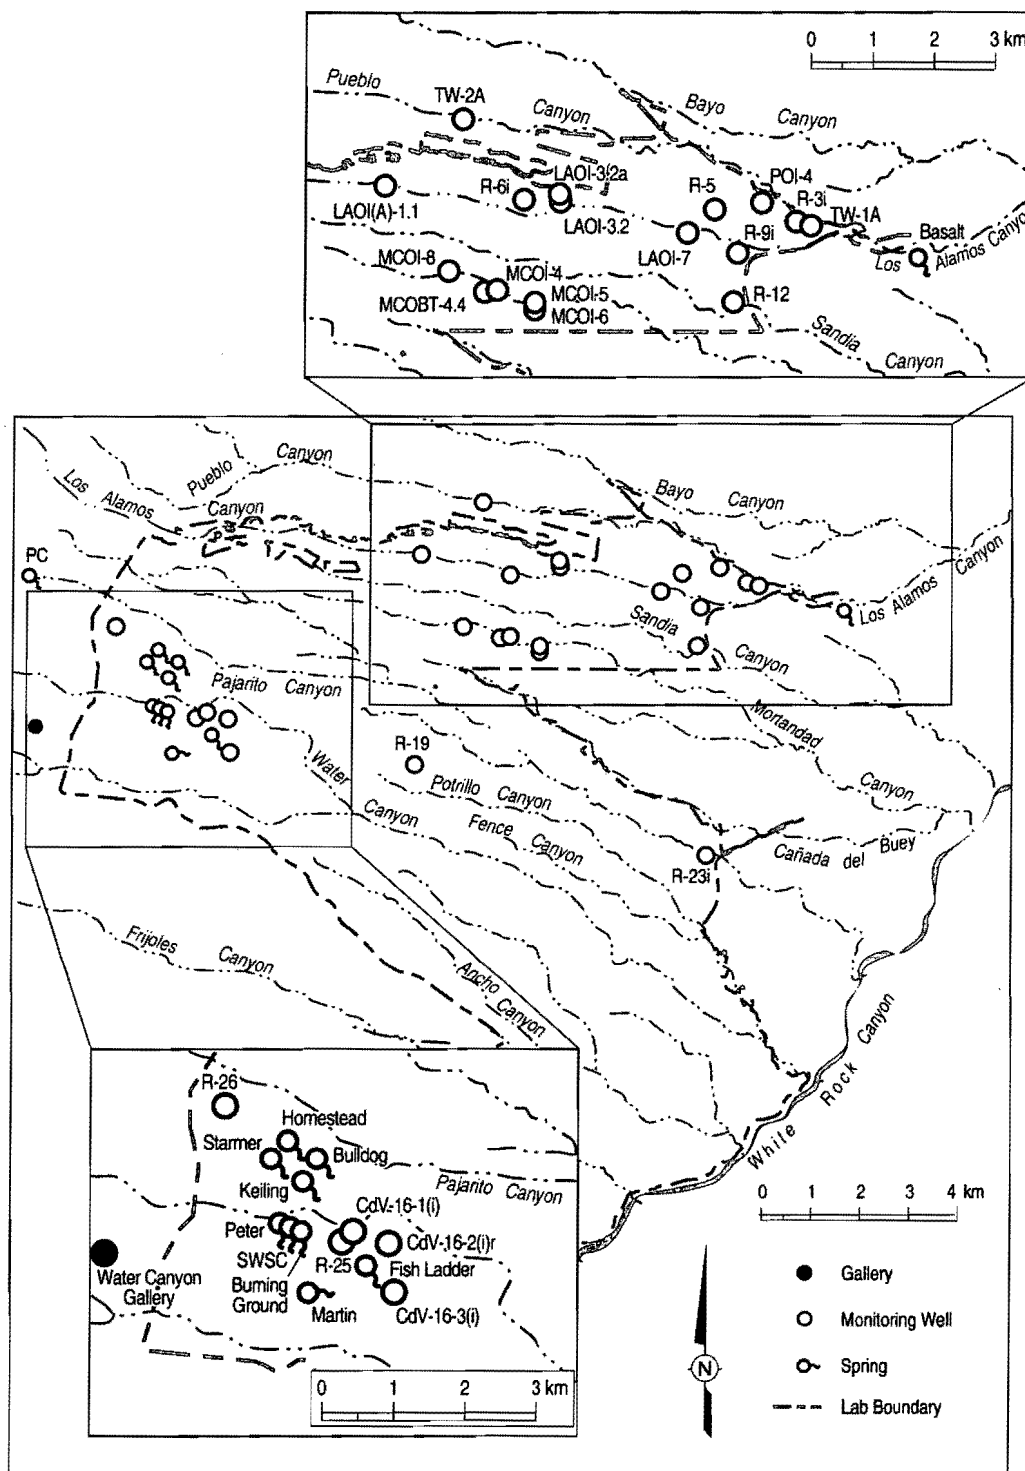 0 1 2 3 km
Pueblo
TW-2A
Canyon
Bayo
Canyon
LAOI-3.2a
R-6i
R-5
POI-4
R-3i
TW-1A
LAOI(A)-1.1
LAOI-3.2
R-9i
Basalt
LAOI-7
Los Alamos Canyon
MCOI-8
MCOI-4
MCOI-5
MCOBT-4.4
MCOI-6
R-12
Sandia
Canyon
Los Alamos Canyon
Pueblo
Canyon
Bayo
Canyon
PC
Los Alamos Canyon
Sandia
Canyon
Pajarito Canyon
Mortandad
Canyon
R-19
Water
Canyon
Potrillo Canyon
Fence
Canyon
Cañada del Buey
R-23i
Frijoles
Canyon
Ancho
Canyon
White Rock Canyon
R-26
Homestead
Starmer
Bulldog
Keiling
Pajarito Canyon
CdV-16-1(i)
Peter
CdV-16-2(i)r
SWSC
R-25
Fish Ladder
Water Canyon
Gallery
Burning
Ground
Martin
CdV-16-3(i)
0 1 2 3 km
0 1 2 3 4 km
Gallery
Monitoring Well
Spring
N
Lab Boundary